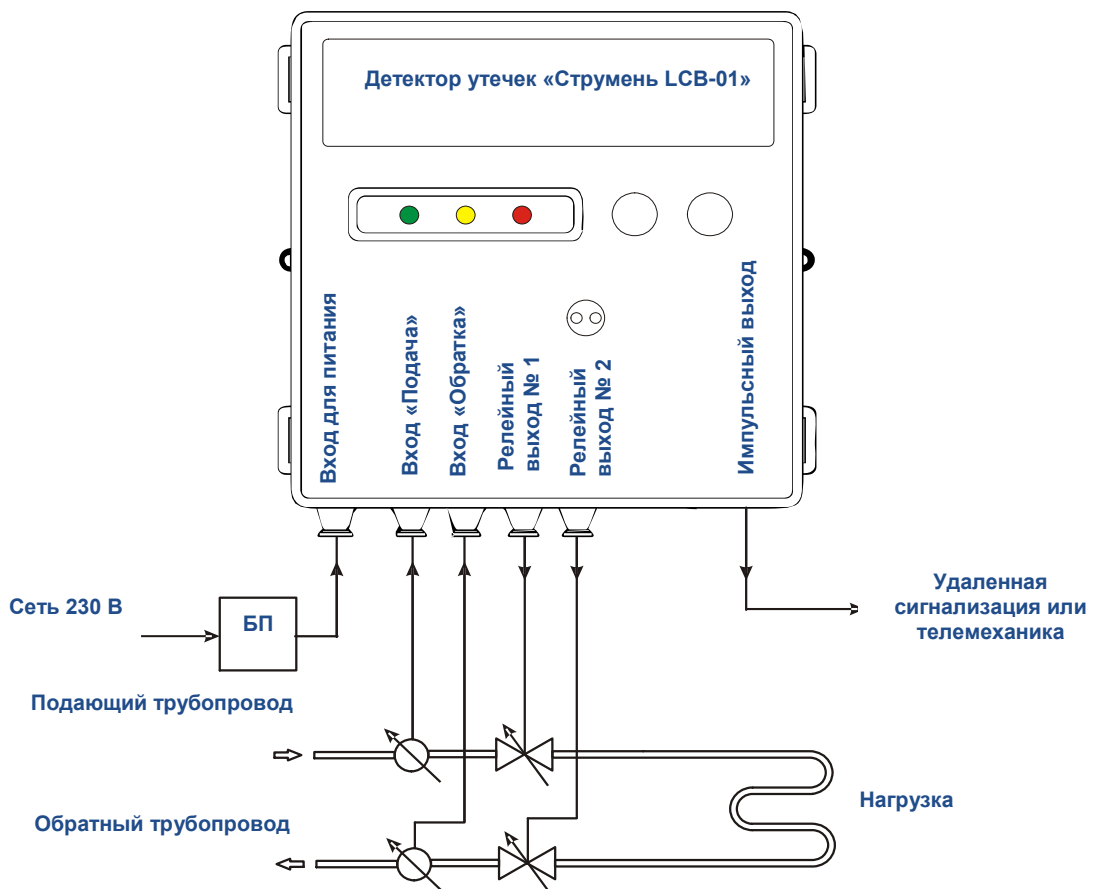 Детектор утечек «Струмень LCB-01»
Вход для питания
Вход «Подача»
Вход «Обратка»
Релейный
выход № 1
Релейный
выход № 2
Импульсный выход
Сеть 230 В
БП
Удаленная
сигнализация или
телемеханика
Подающий трубопровод
Нагрузка
Обратный трубопровод